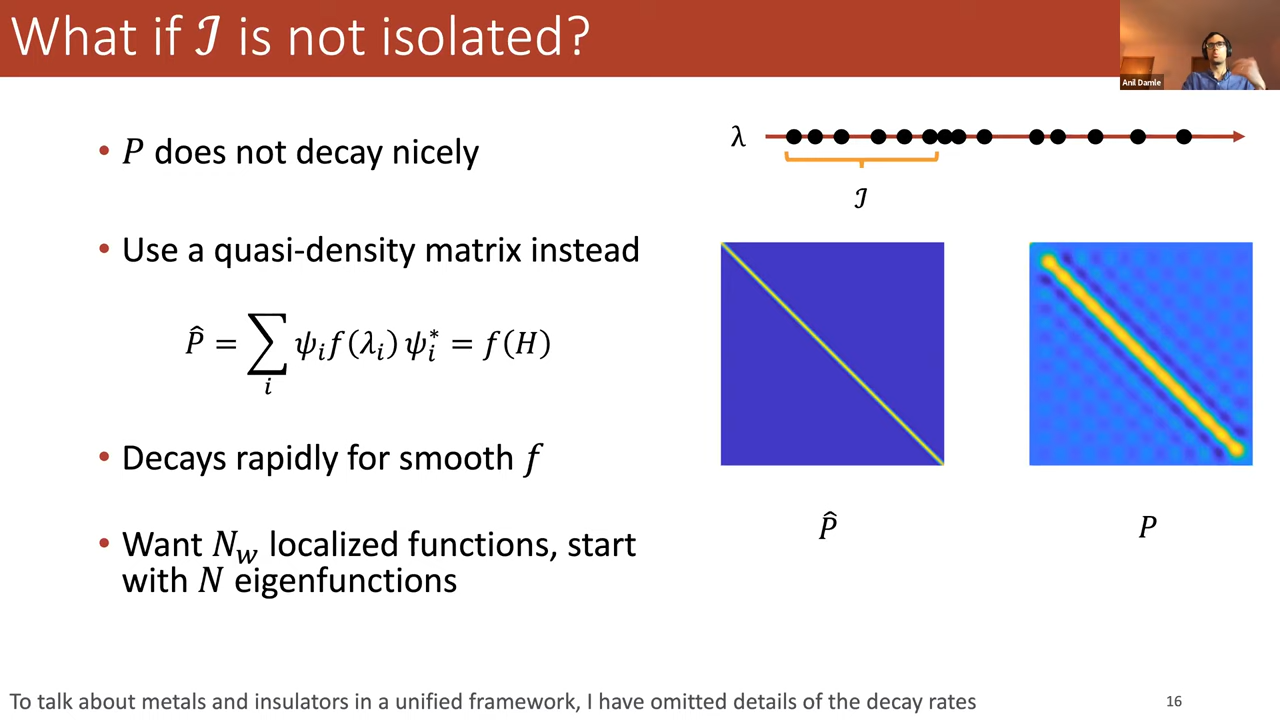 What if ℐ is not isolated?
Anil Damle
• P does not decay nicely
λ
ℐ
• Use a quasi-density matrix instead
P̂ = ∑ᵢ ψᵢ f(λᵢ) ψᵢ* = f(H)
• Decays rapidly for smooth f
• Want N_w localized functions, start
with N eigenfunctions
P̂
P
To talk about metals and insulators in a unified framework, I have omitted details of the decay rates
16